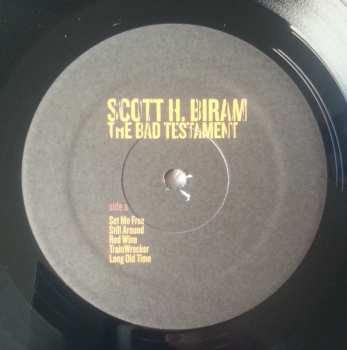 SCOTT H. BIRAM
THE BAD TESTAMENT
side a
Set Me Free
Still Around
Red Wine
TrainWrecker
Long Old Time